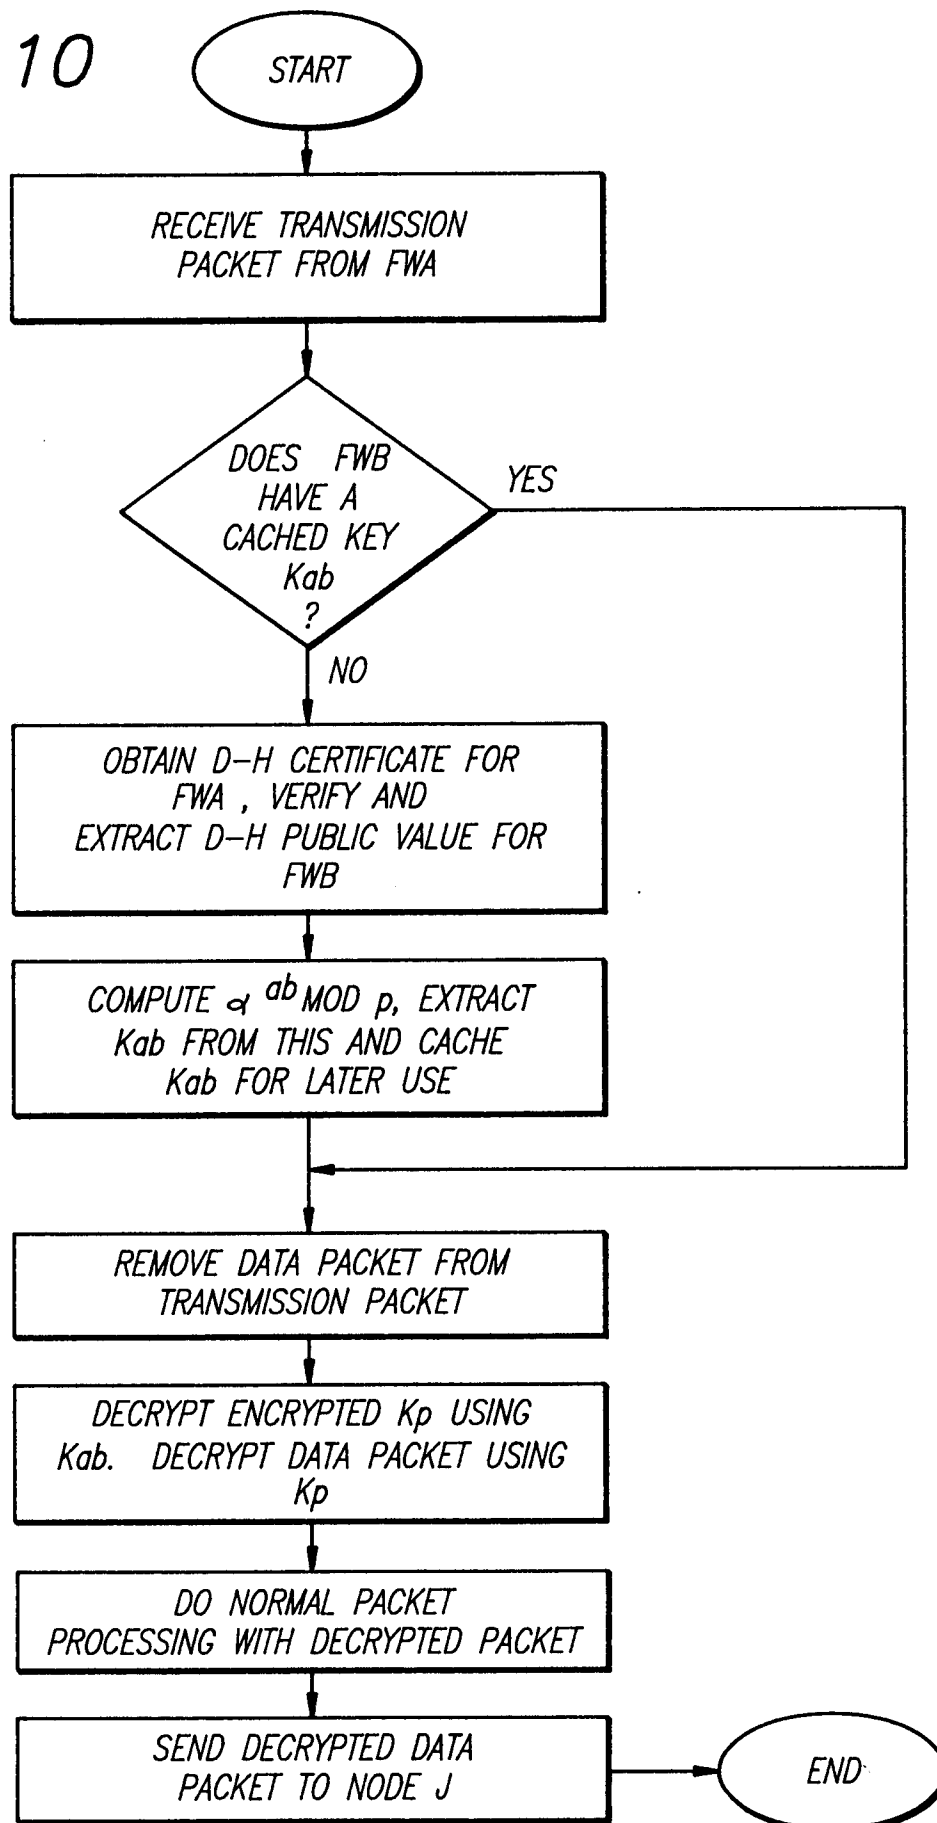 10
START
RECEIVE TRANSMISSION
PACKET FROM FWA
DOES FWB
HAVE A
CACHED KEY
Kab
?
YES
NO
OBTAIN D-H CERTIFICATE FOR
FWA , VERIFY AND
EXTRACT D-H PUBLIC VALUE FOR
FWB
COMPUTE α ab MOD p, EXTRACT
Kab FROM THIS AND CACHE
Kab FOR LATER USE
REMOVE DATA PACKET FROM
TRANSMISSION PACKET
DECRYPT ENCRYPTED Kp USING
Kab. DECRYPT DATA PACKET USING
Kp
DO NORMAL PACKET
PROCESSING WITH DECRYPTED PACKET
SEND DECRYPTED DATA
PACKET TO NODE J
END